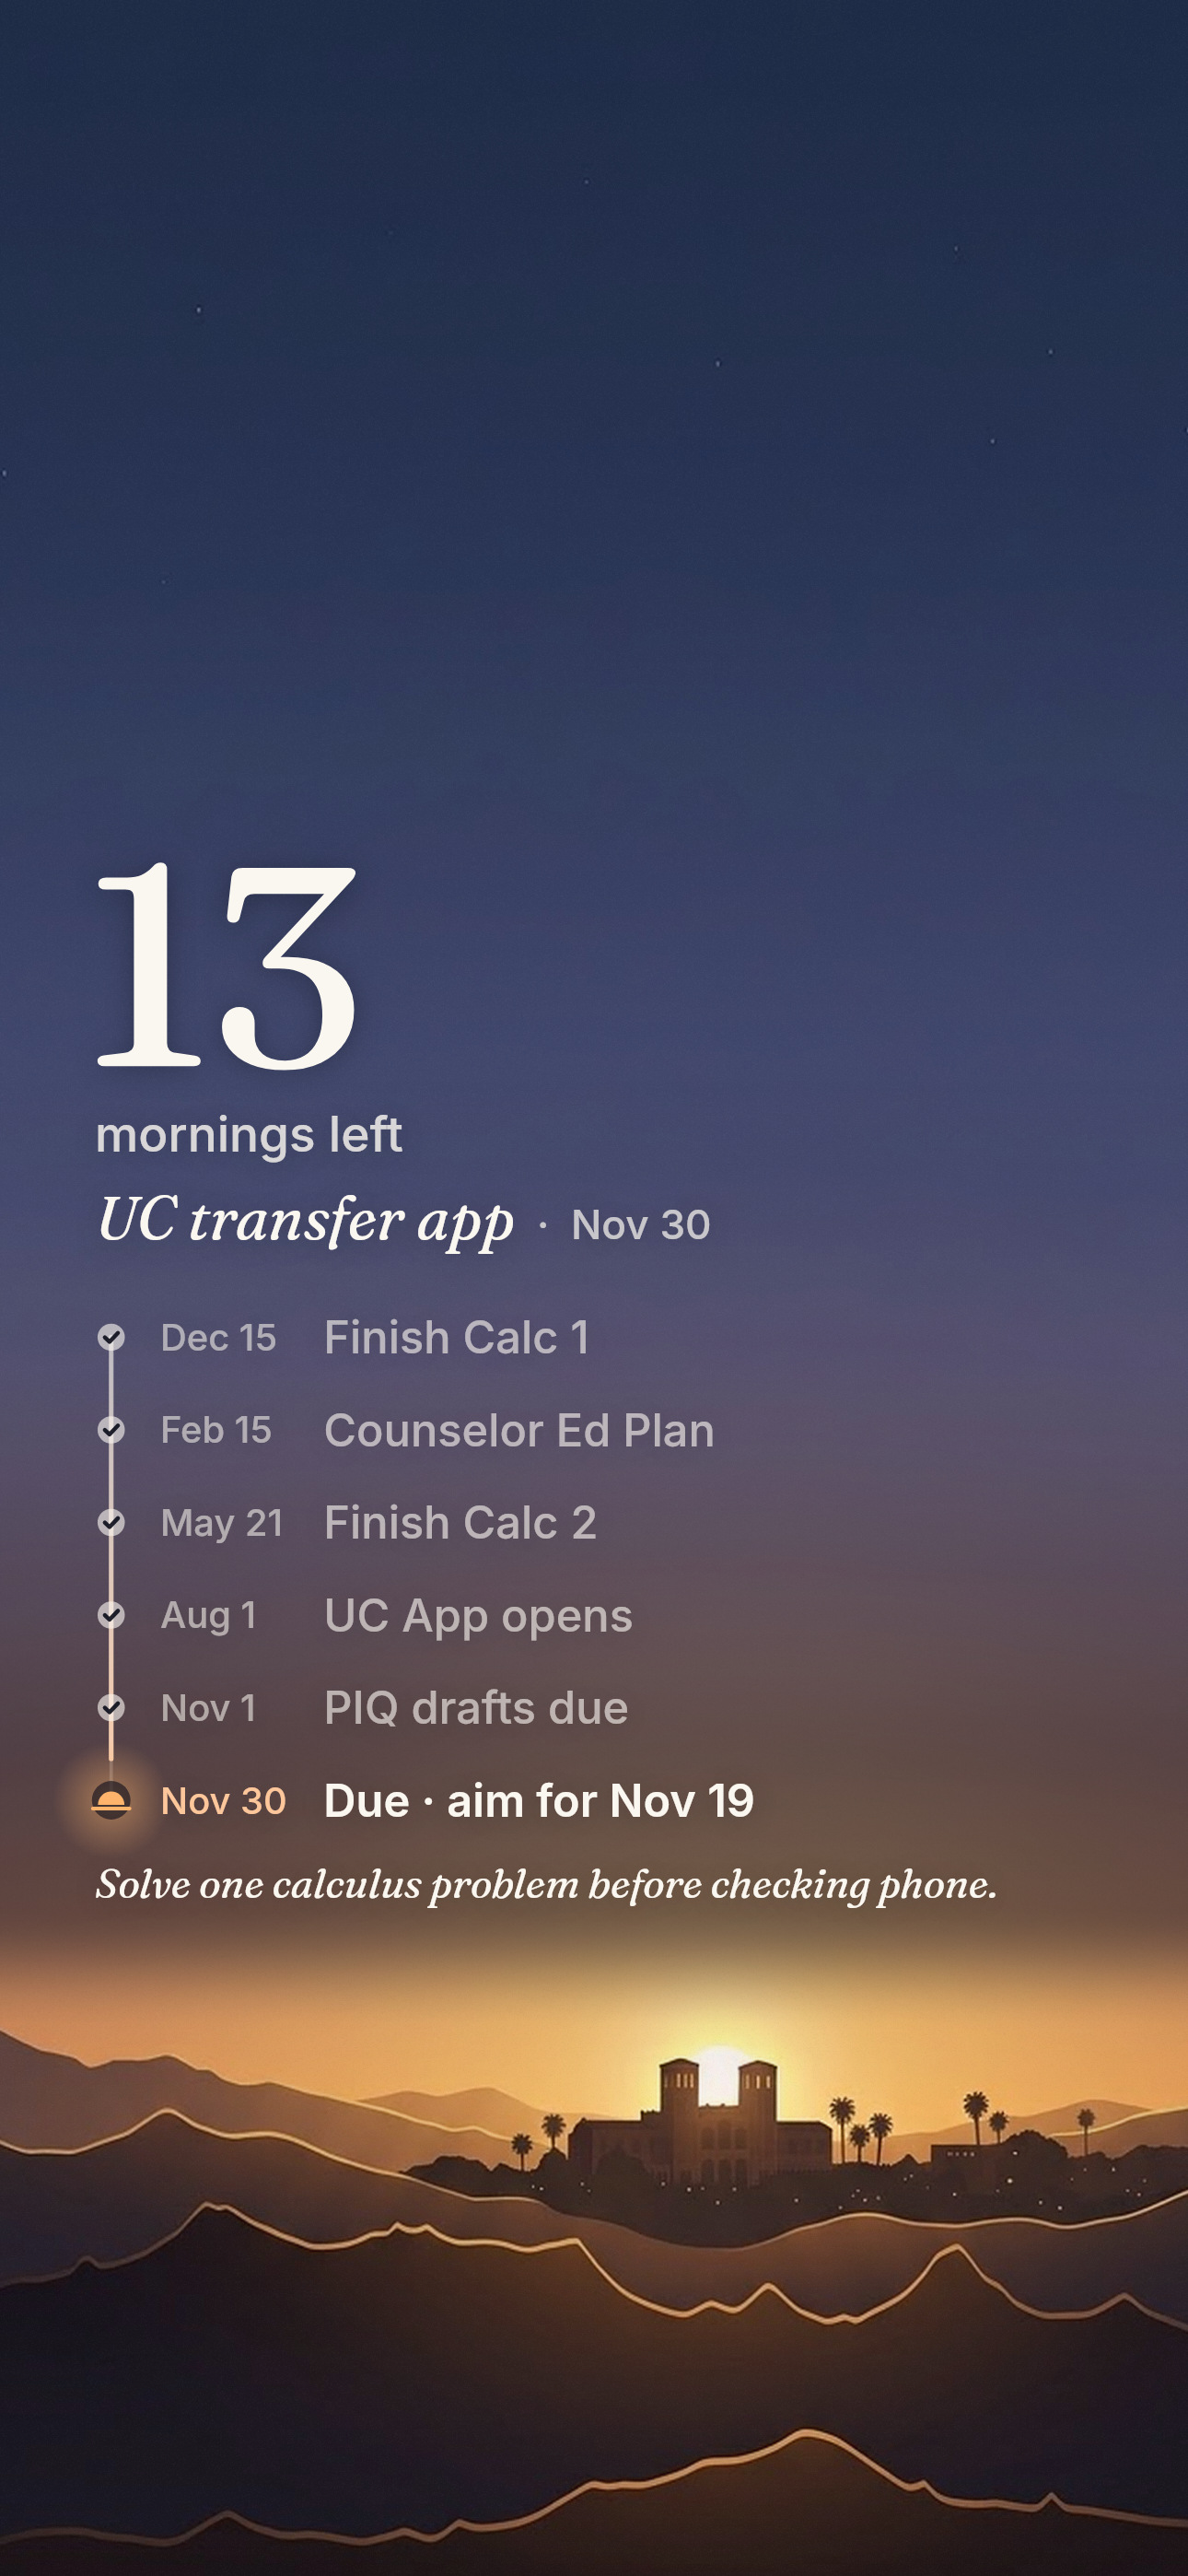 13
mornings left
UC transfer app · Nov 30
Dec 15 Finish Calc 1
Feb 15 Counselor Ed Plan
May 21 Finish Calc 2
Aug 1 UC App opens
Nov 1 PIQ drafts due
Nov 30 Due · aim for Nov 19
Solve one calculus problem before checking phone.